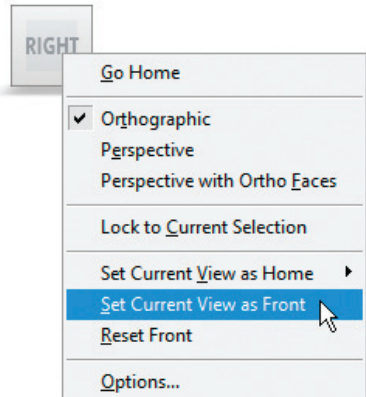 RIGHT
Go Home
Orthographic
Perspective
Perspective with Ortho Faces
Lock to Current Selection
Set Current View as Home
Set Current View as Front
Reset Front
Options...